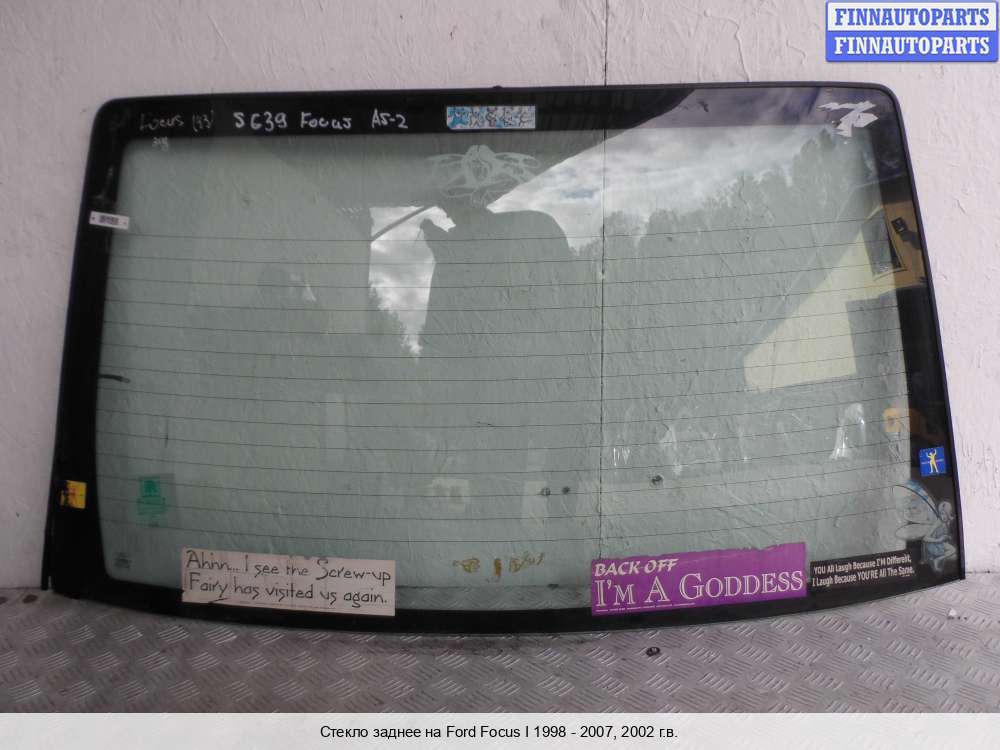 FINNAUTOPARTS
FINNAUTOPARTS
Focus (43) S639 Focus AS-2
Ahhh... I see the Screw-up
Fairy has visited us again.
BACK OFF
I'M A GODDESS
YOU All Laugh Because I'M Different,
I Laugh Because YOU'RE All The Same.
Стекло заднее на Ford Focus I 1998 - 2007, 2002 г.в.